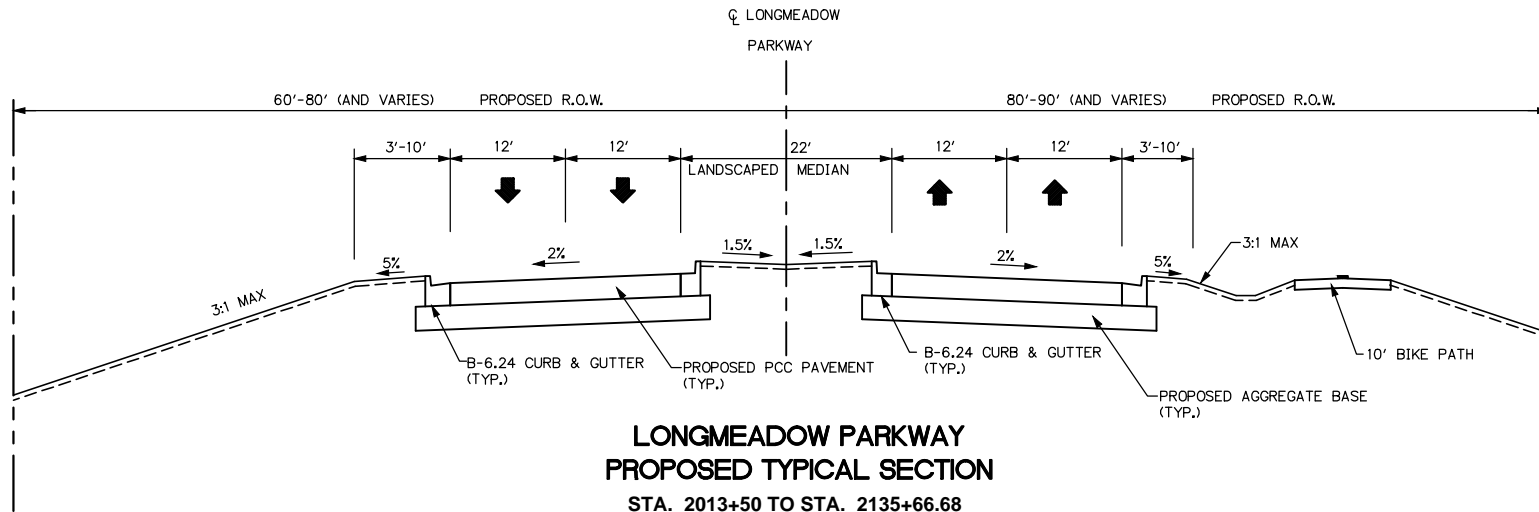 ℄ LONGMEADOW
PARKWAY
60'-80' (AND VARIES) PROPOSED R.O.W.
80'-90' (AND VARIES) PROPOSED R.O.W.
3'-10' 12' 12' 22' 12' 12' 3'-10'
LANDSCAPED MEDIAN
5% 2% 1.5% 1.5% 2% 5%
3:1 MAX
3:1 MAX
B-6.24 CURB & GUTTER
(TYP.)
PROPOSED PCC PAVEMENT
(TYP.)
B-6.24 CURB & GUTTER
(TYP.)
10' BIKE PATH
PROPOSED AGGREGATE BASE
(TYP.)
LONGMEADOW PARKWAY
PROPOSED TYPICAL SECTION
STA. 2013+50 TO STA. 2135+66.68